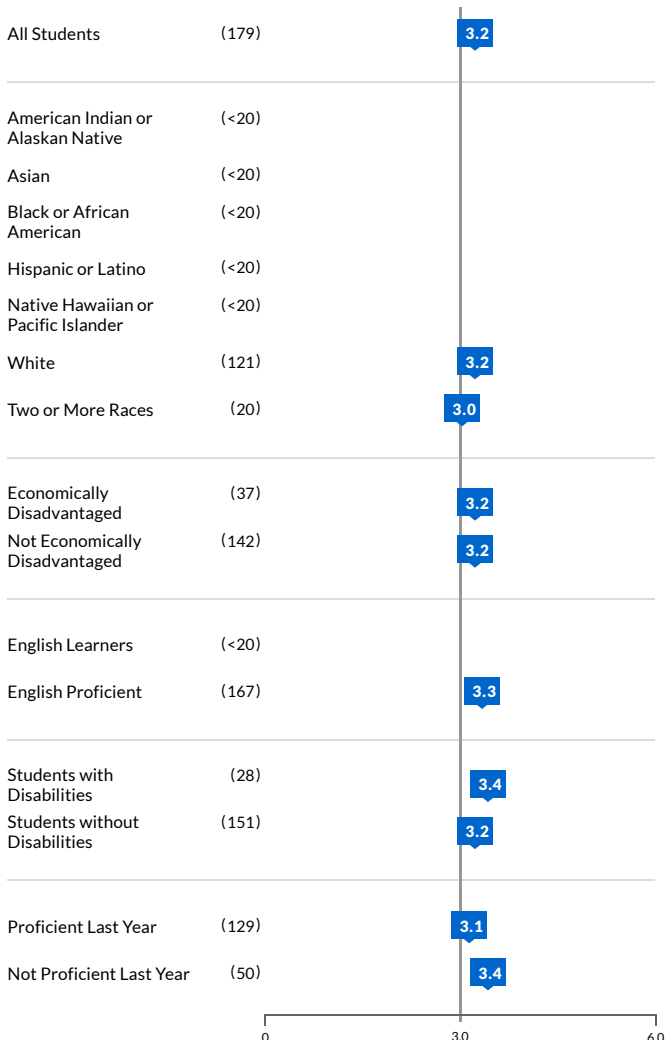 All Students (179) 3.2
American Indian or (<20)
Alaskan Native
Asian (<20)
Black or African (<20)
American
Hispanic or Latino (<20)
Native Hawaiian or (<20)
Pacific Islander
White (121) 3.2
Two or More Races (20) 3.0
Economically (37) 3.2
Disadvantaged
Not Economically (142) 3.2
Disadvantaged
English Learners (<20)
English Proficient (167) 3.3
Students with (28) 3.4
Disabilities
Students without (151) 3.2
Disabilities
Proficient Last Year (129) 3.1
Not Proficient Last Year (50) 3.4
0 3.0 6.0